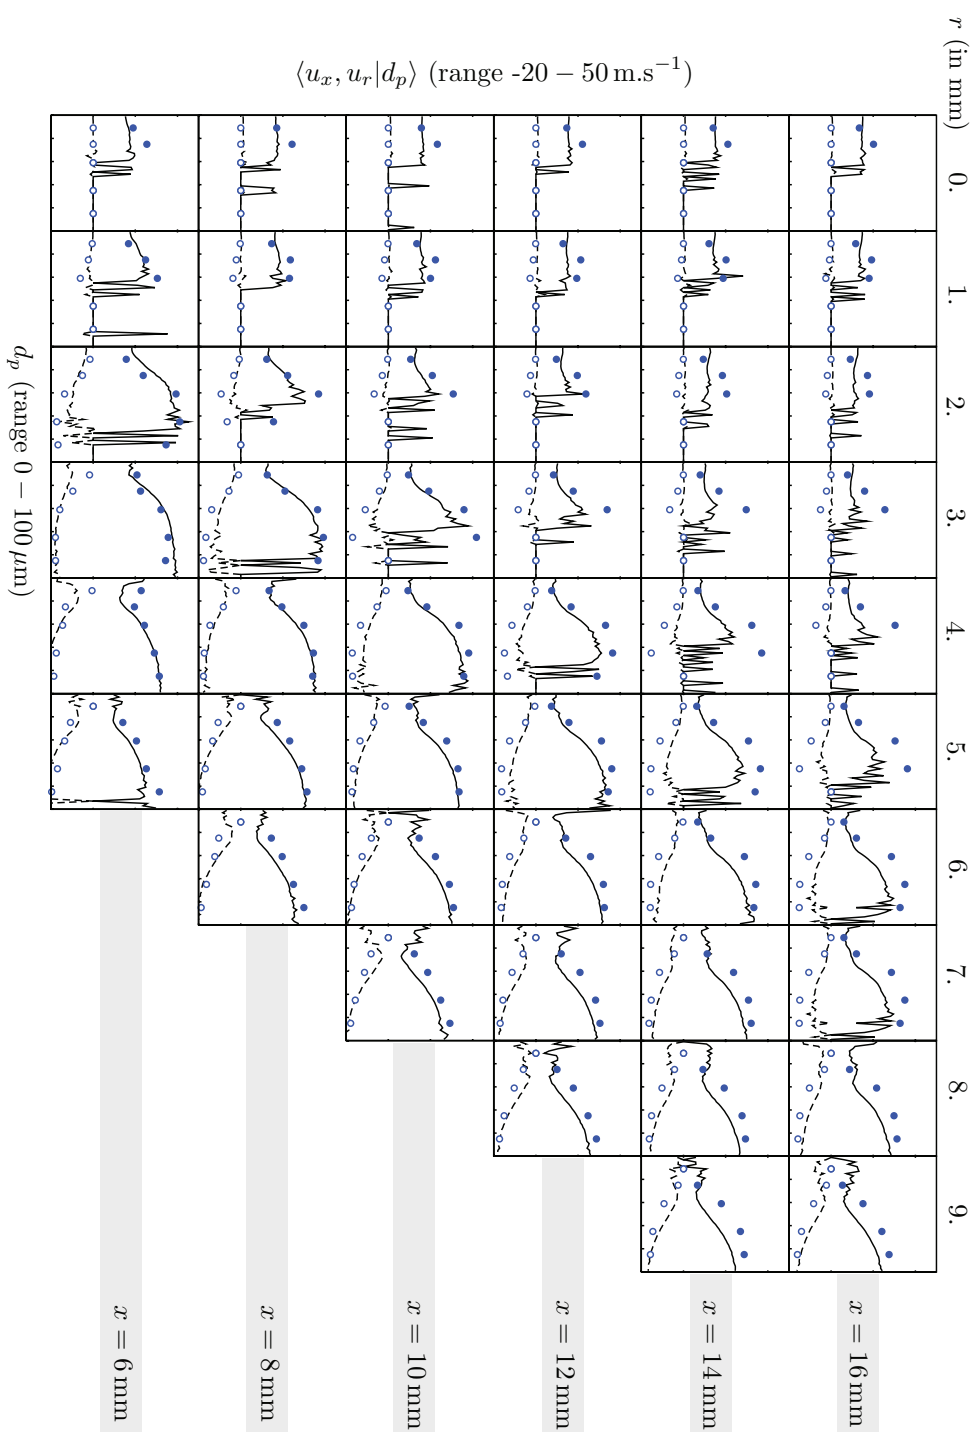 r (in mm)
0.
1.
2.
3.
4.
5.
6.
7.
8.
9.
⟨u_x, u_r|d_p⟩ (range -20 – 50 m.s⁻¹)
d_p (range 0 – 100 μm)
x = 16 mm
x = 14 mm
x = 12 mm
x = 10 mm
x = 8 mm
x = 6 mm